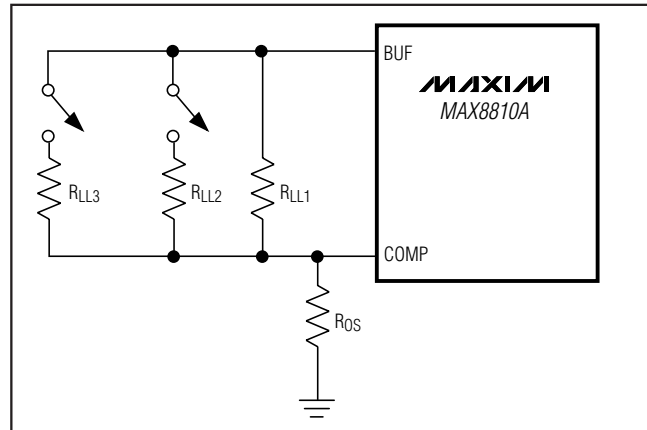 BUF
MAXIM
MAX8810A
RLL3
RLL2
RLL1
COMP
ROS